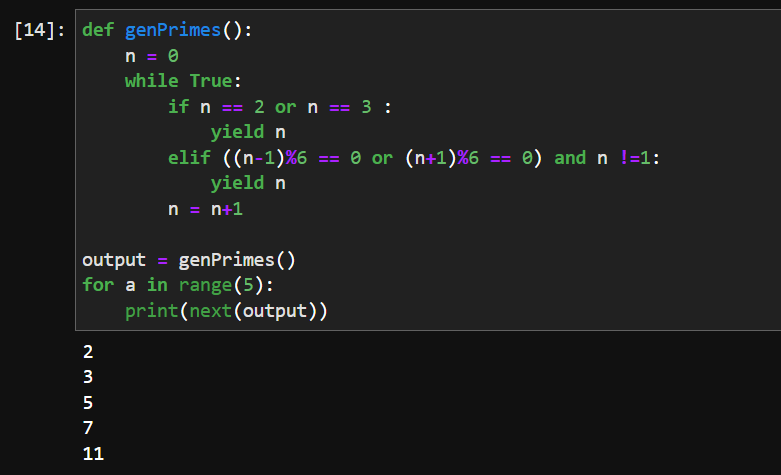 [14]: def genPrimes():
    n = 0
    while True:
        if n == 2 or n == 3 :
            yield n
        elif ((n-1)%6 == 0 or (n+1)%6 == 0) and n !=1:
            yield n
        n = n+1

output = genPrimes()
for a in range(5):
    print(next(output))
2
3
5
7
11